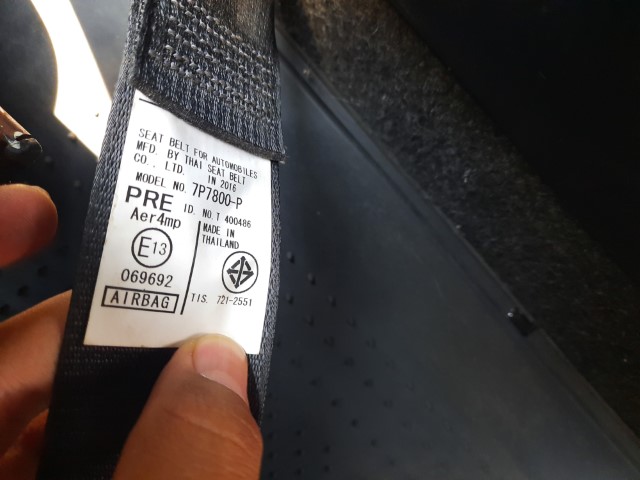 SEAT BELT FOR AUTOMOBILES
MFD. BY THAI SEAT BELT
CO., LTD. IN 2016
MODEL NO. 7P7800-P
PRE ID. NO. T 400486
Aer4mp
MADE IN
THAILAND
E13
069692
AIRBAG
TIS. 721-2551